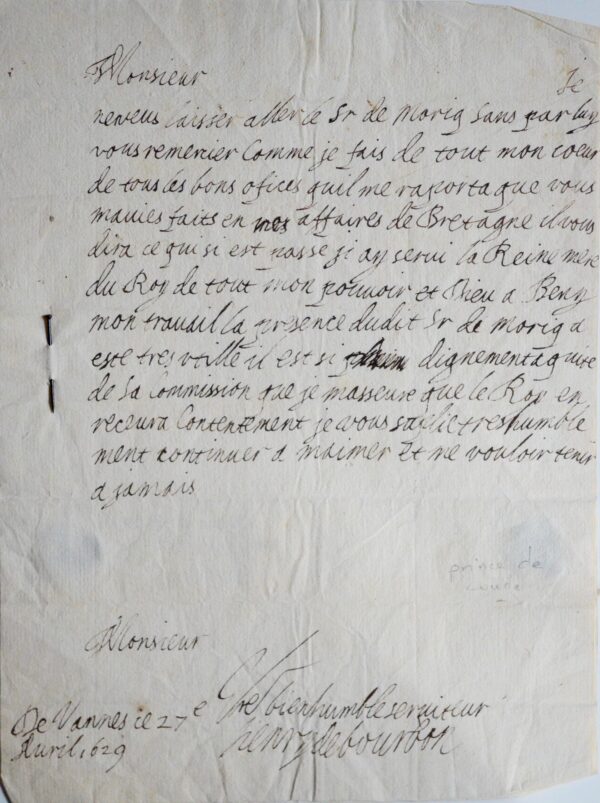 Monsieur
Je
neveus laisser aller le Sr de morig sans par luy
vous remercier Comme je fais de tout mon coeur
de tous les bons ofices quil me raporta que vous
mavies faits en mes affaires de Bretagne il vous
dira ce qui si est passé ji ay servi la Reine mere
du Roy de tout mon pouvoir et Dieu a Beny
mon travail la presence dudit Sr de morig a
esté tres utille il est si dignement aquité
de sa Commission que je masseure que le Roy en
recevra Contentement je vous suplie tres humble
ment continuer a maimer Et me vouloir tenir
a jamais
prince de
condé
Monsieur
Vre bien humble serviteur
De Vannes ce 27e
Avril 1629
henry de bourbon